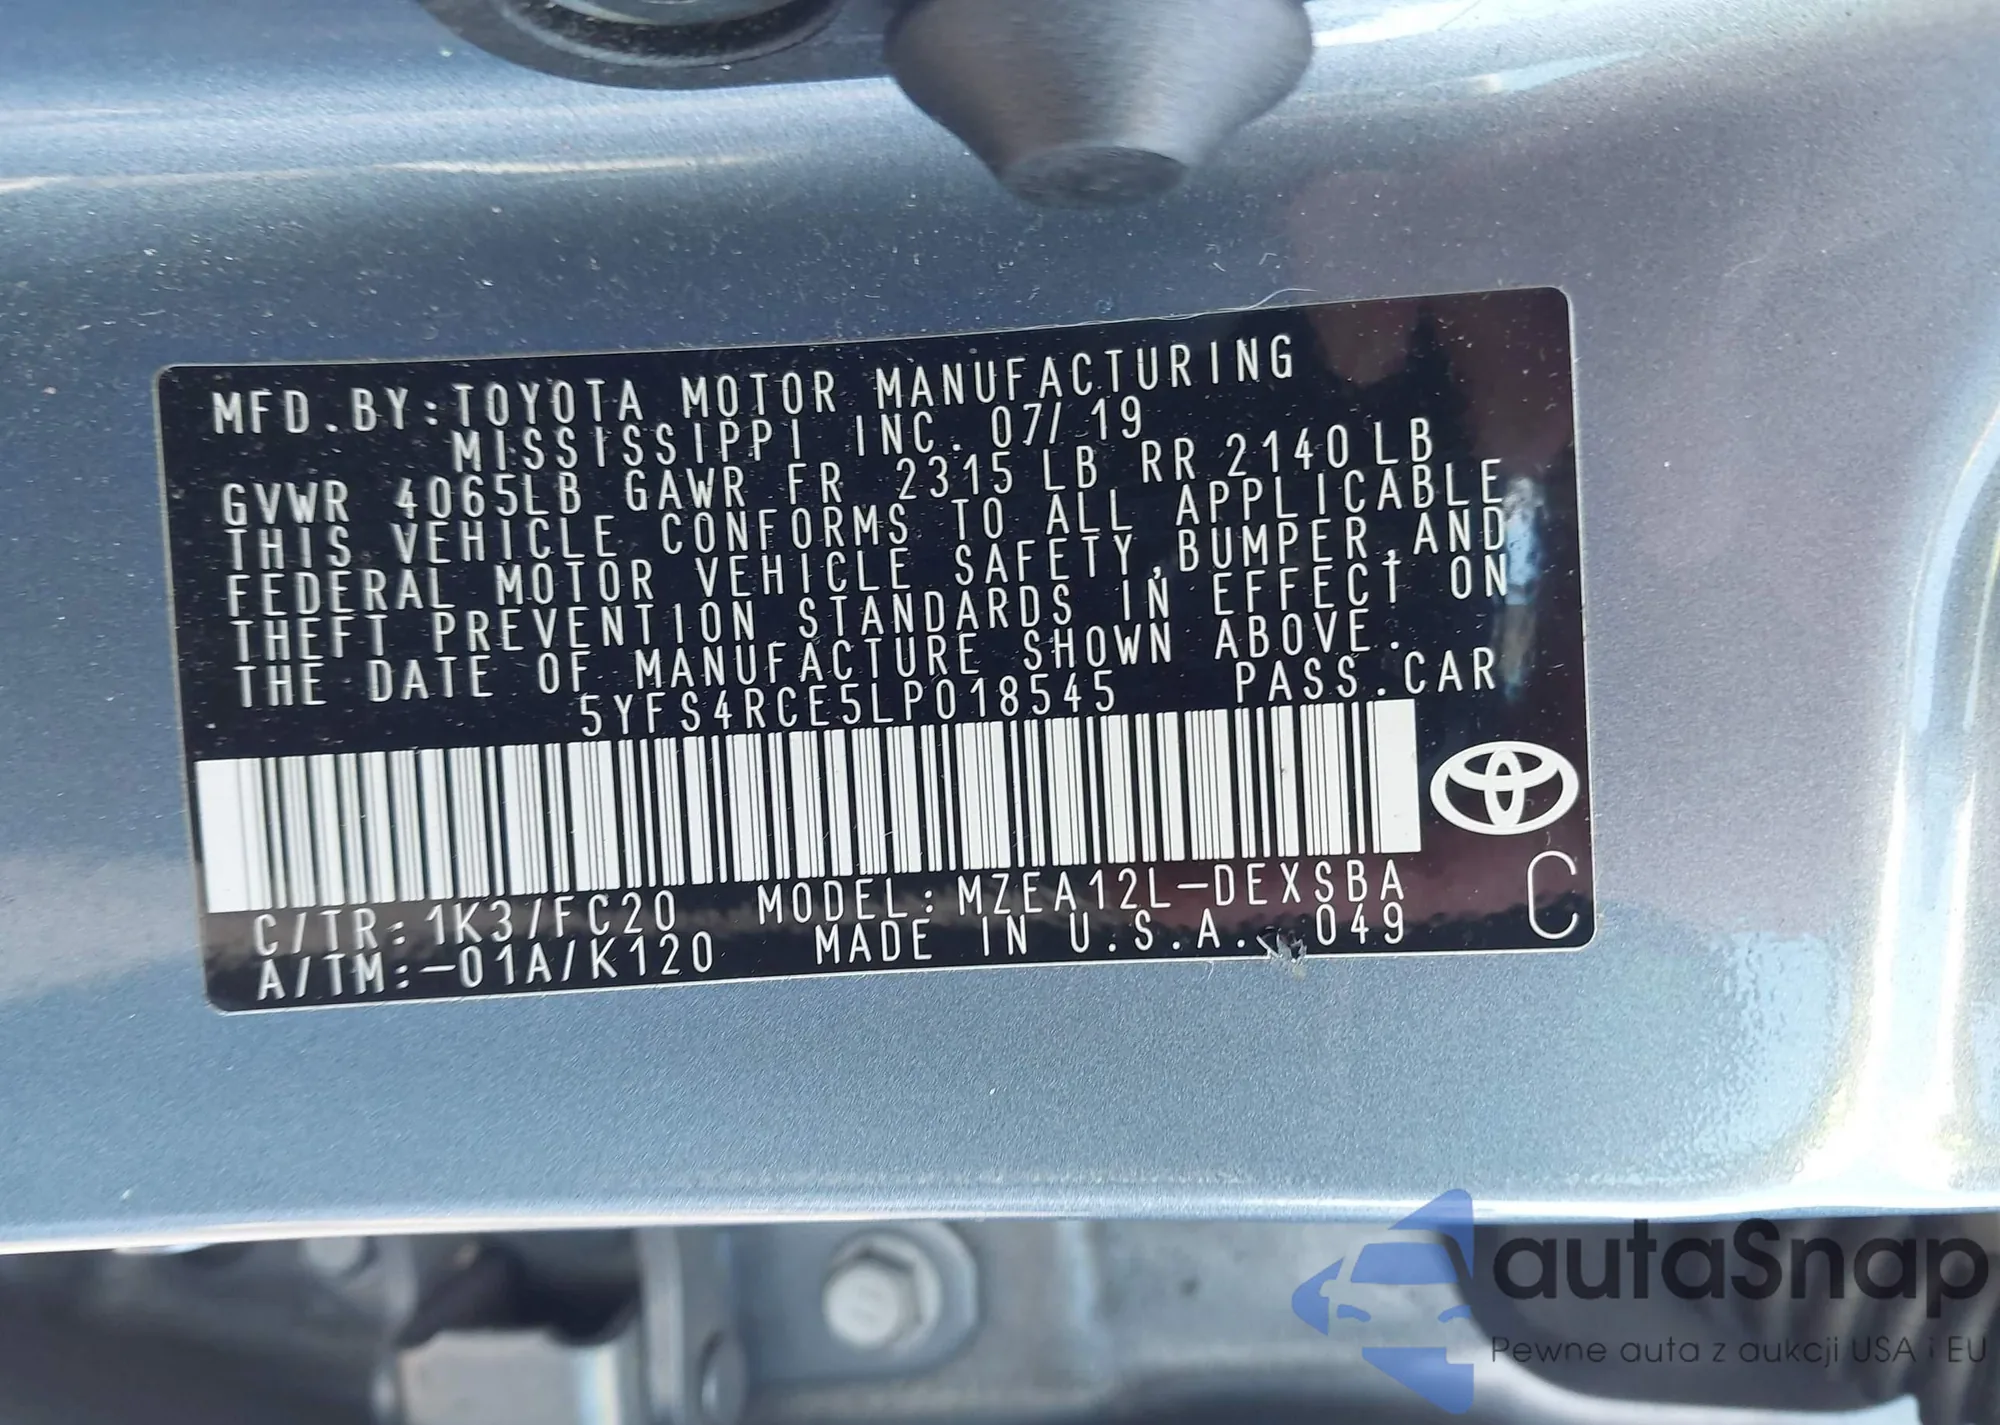 MFD.BY:TOYOTA MOTOR MANUFACTURING
MISSISSIPPI INC. 07/19
GVWR 4065LB GAWR FR 2315 LB RR 2140 LB
THIS VEHICLE CONFORMS TO ALL APPLICABLE
FEDERAL MOTOR VEHICLE SAFETY,BUMPER,AND
THEFT PREVENTION STANDARDS IN EFFECT ON
THE DATE OF MANUFACTURE SHOWN ABOVE.
5YFS4RCE5LP018545 PASS.CAR
C/TR:1K3/FC20 MODEL:MZEA12L-DEXSBA
A/TM:-01A/K120 MADE IN U.S.A. 049
C
autaSnap
Pewne auta z aukcji USA i EU